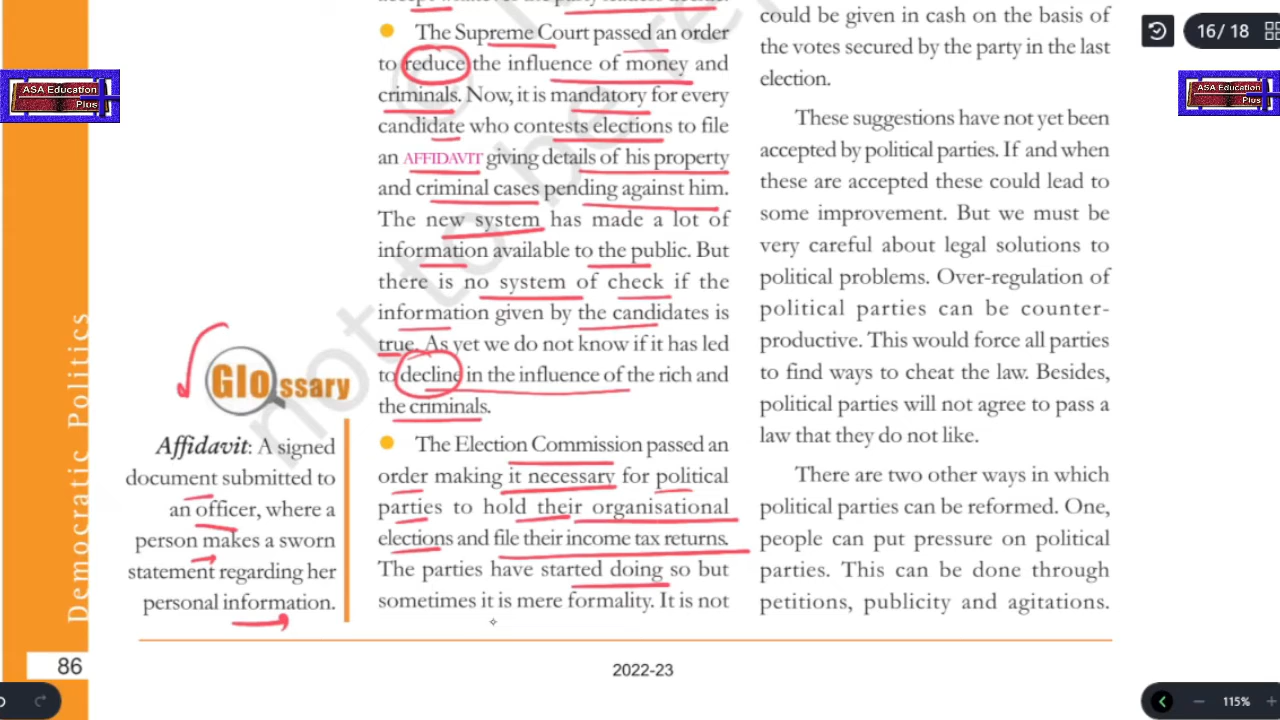 accept whatever the party leaders decide.
The Supreme Court passed an order
to reduce the influence of money and
criminals. Now, it is mandatory for every
candidate who contests elections to file
an AFFIDAVIT giving details of his property
and criminal cases pending against him.
The new system has made a lot of
information available to the public. But
there is no system of check if the
information given by the candidates is
true. As yet we do not know if it has led
to decline in the influence of the rich and
the criminals.
The Election Commission passed an
order making it necessary for political
parties to hold their organisational
elections and file their income tax returns.
The parties have started doing so but
sometimes it is mere formality. It is not
could be given in cash on the basis of
the votes secured by the party in the last
election.
These suggestions have not yet been
accepted by political parties. If and when
these are accepted these could lead to
some improvement. But we must be
very careful about legal solutions to
political problems. Over-regulation of
political parties can be counter-
productive. This would force all parties
to find ways to cheat the law. Besides,
political parties will not agree to pass a
law that they do not like.
There are two other ways in which
political parties can be reformed. One,
people can put pressure on political
parties. This can be done through
petitions, publicity and agitations.
Glossary
Affidavit: A signed
document submitted to
an officer, where a
person makes a sworn
statement regarding her
personal information.
Democratic Politics
86
2022-23
ASA Education
Plus
ASA Education
Plus
16/ 18
115%
not to be re